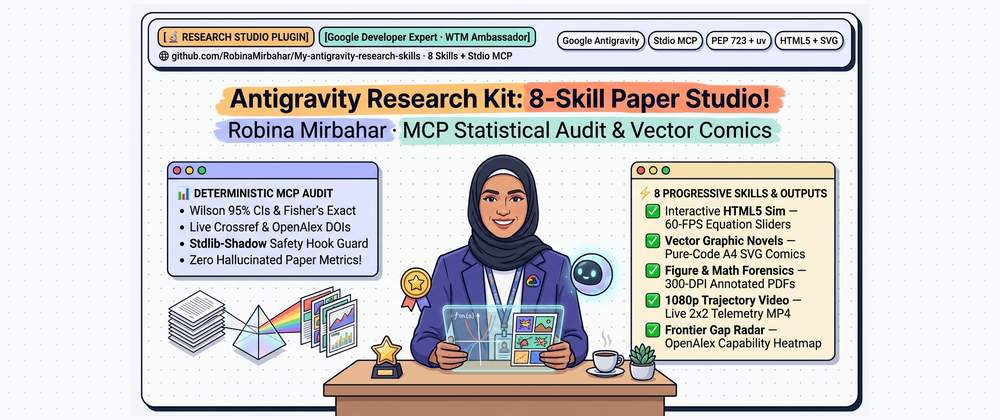 [🔬 RESEARCH STUDIO PLUGIN]
[Google Developer Expert · WTM Ambassador]
Google Antigravity
Stdio MCP
PEP 723 + uv
HTML5 + SVG
github.com/RobinaMirbahar/My-antigravity-research-skills · 8 Skills + Stdio MCP
Antigravity Research Kit: 8-Skill Paper Studio!
Robina Mirbahar · MCP Statistical Audit & Vector Comics
DETERMINISTIC MCP AUDIT
• Wilson 95% CIs & Fisher's Exact
• Live Crossref & OpenAlex DOIs
• Stdlib-Shadow Safety Hook Guard
• Zero Hallucinated Paper Metrics!
⚡ 8 PROGRESSIVE SKILLS & OUTPUTS
✅ Interactive HTML5 Sim —
60-FPS Equation Sliders
✅ Vector Graphic Novels —
Pure-Code A4 SVG Comics
✅ Figure & Math Forensics —
300-DPI Annotated PDFs
✅ 1080p Trajectory Video —
Live 2x2 Telemetry MP4
✅ Frontier Gap Radar —
OpenAlex Capability Heatmap